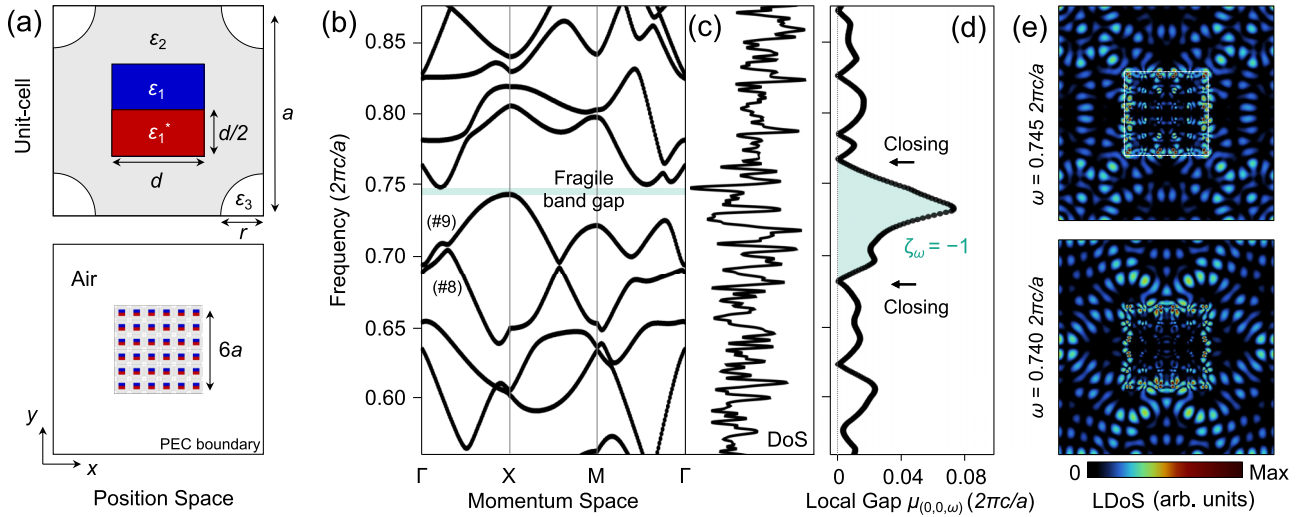 (a)
Unit-cell
ε₂
ε₁
ε₁*
d/2
a
d
ε₃
r
Air
6a
y
x
PEC boundary
Position Space
(b)
Frequency (2πc/a)
0.85
0.80
0.75
0.70
0.65
0.60
Fragile
band gap
(#9)
(#8)
Γ
X
M
Γ
Momentum Space
(c)
DoS
(d)
Closing
ζω = −1
Closing
0
0.04
0.08
Local Gap μ(0,0,ω) (2πc/a)
(e)
ω = 0.745 2πc/a
ω = 0.740 2πc/a
0
Max
LDoS (arb. units)